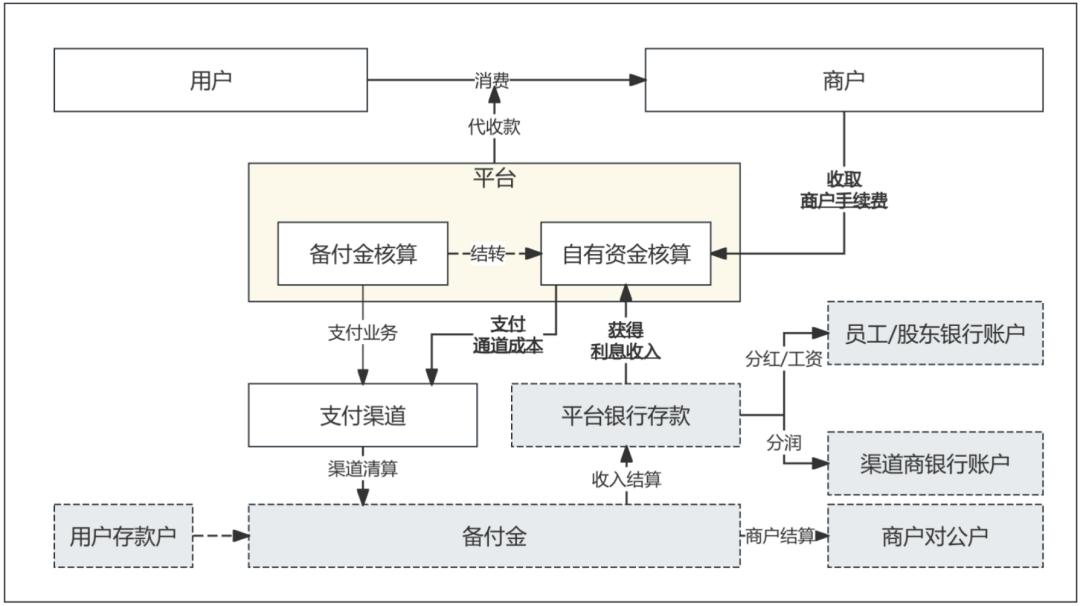 用户
消费
商户
代收款
平台
收取
商户手续费
备付金核算
结转
自有资金核算
支付业务
支付
通道成本
获得
利息收入
员工/股东银行账户
分红/工资
支付渠道
平台银行存款
分润
渠道商银行账户
渠道清算
收入结算
用户存款户
备付金
商户结算
商户对公户